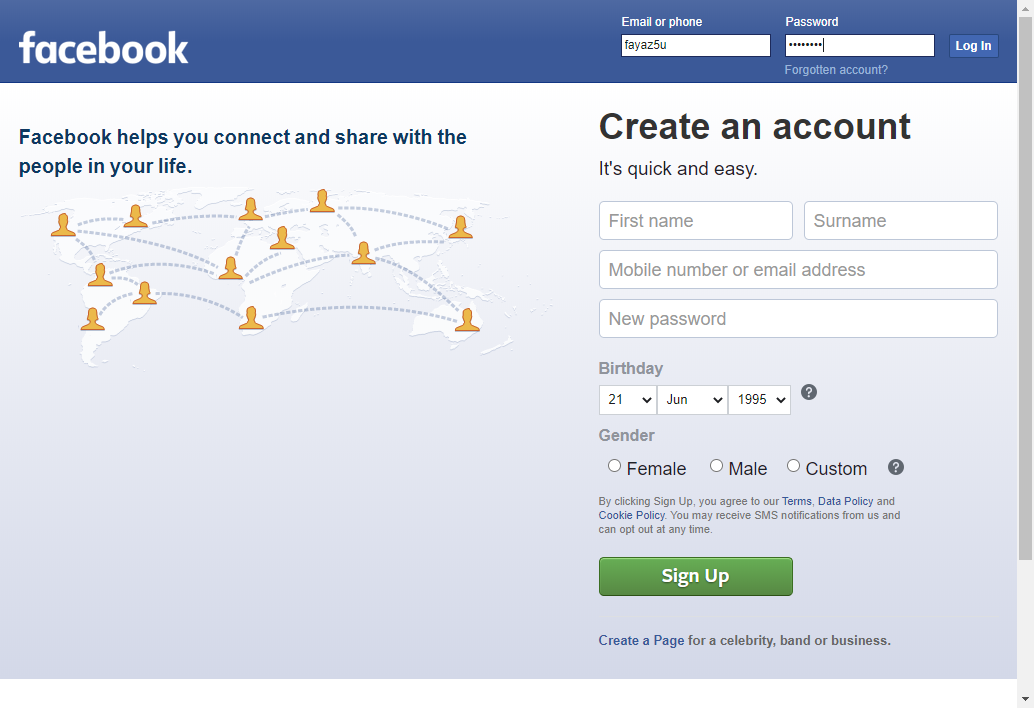 facebook
Email or phone
Password
fayaz5u
••••••••
Log In
Forgotten account?
Facebook helps you connect and share with the
people in your life.
Create an account
It's quick and easy.
First name
Surname
Mobile number or email address
New password
Birthday
21
Jun
1995
?
Gender
Female
Male
Custom
?
By clicking Sign Up, you agree to our Terms, Data Policy and
Cookie Policy. You may receive SMS notifications from us and
can opt out at any time.
Sign Up
Create a Page for a celebrity, band or business.